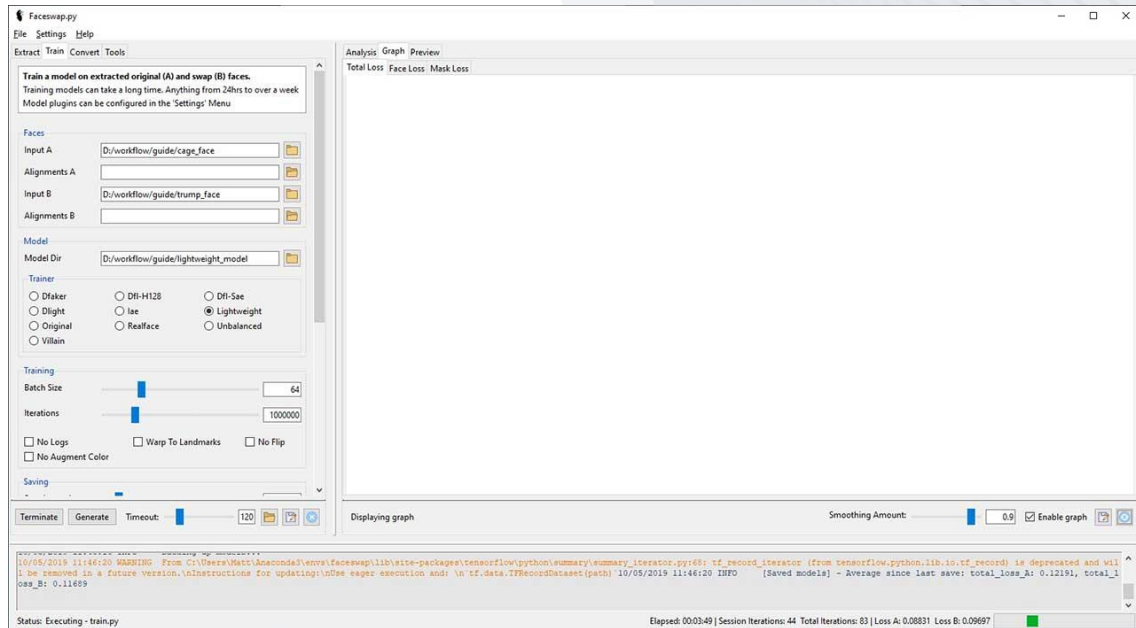 Faceswap.py
File Settings Help
Extract Train Convert Tools
Train a model on extracted original (A) and swap (B) faces.
Training models can take a long time. Anything from 24hrs to over a week
Model plugins can be configured in the 'Settings' Menu
Faces
Input A D:/workflow/guide/cage_face
Alignments A
Input B D:/workflow/guide/trump_face
Alignments B
Model
Model Dir D:/workflow/guide/lightweight_model
Trainer
Dfaker Dfl-H128 Dfl-Sae
Dlight Iae Lightweight
Original Realface Unbalanced
Villain
Training
Batch Size 64
Iterations 1000000
No Logs Warp To Landmarks No Flip
No Augment Color
Saving
Terminate Generate Timeout: 120
Analysis Graph Preview
Total Loss Face Loss Mask Loss
Displaying graph Smoothing Amount: 0.9 Enable graph
10/05/2019 11:46:20 WARNING From C:\Users\Matt\Anaconda3\envs\faceswap\lib\site-packages\tensorflow\python\summary\summary_iterator.py:68: tf_record_iterator (from tensorflow.python.lib.io.tf_record) is deprecated and wil
l be removed in a future version.\nInstructions for updating:\nUse eager execution and: \n`tf.data.TFRecordDataset(path)`10/05/2019 11:46:20 INFO [Saved models] - Average since last save: total_loss_A: 0.12191, total_l
oss_B: 0.11689
Status: Executing - train.py Elapsed: 00:03:49 | Session Iterations: 44 Total Iterations: 83 | Loss A: 0.08831 Loss B: 0.09697